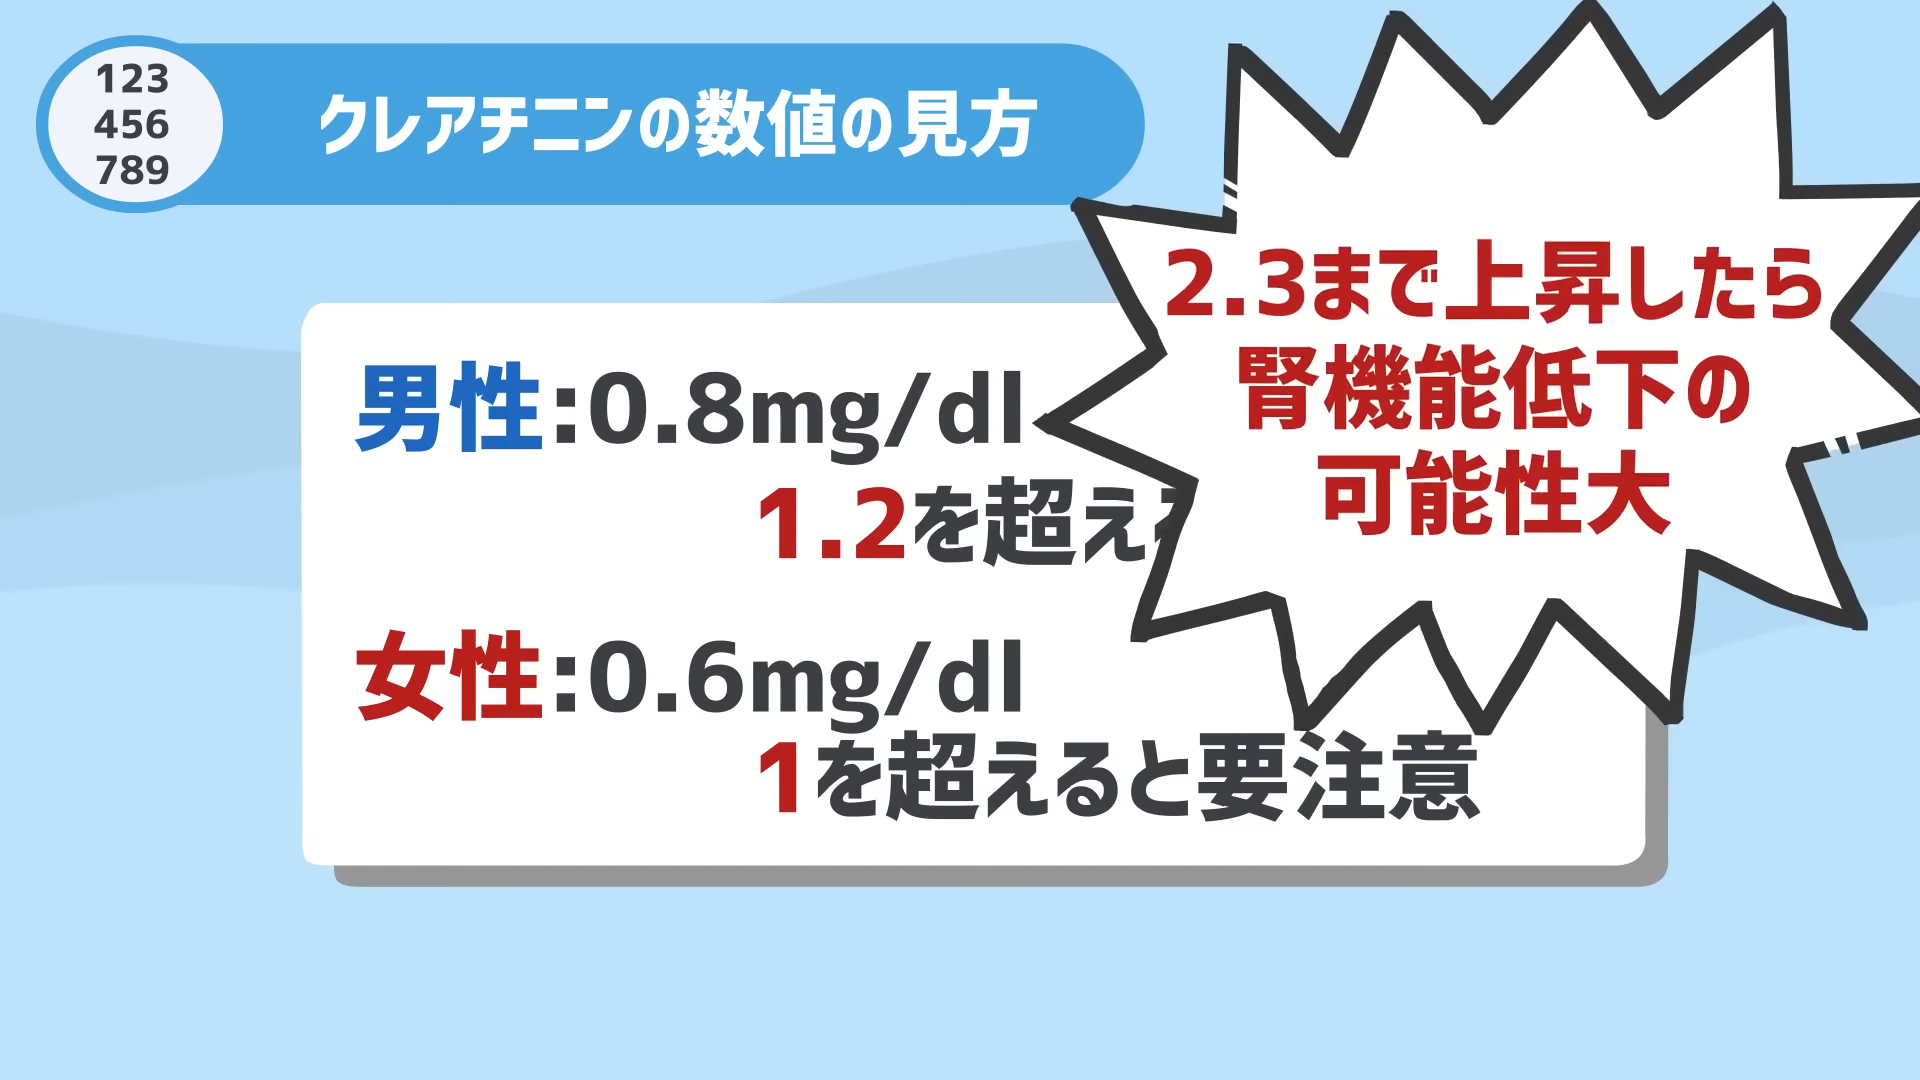 123
456
789
クレアチニンの数値の見方
2.3まで上昇したら
腎機能低下の
可能性大
男性:0.8mg/dl
1.2を超え
女性:0.6mg/dl
1を超えると要注意